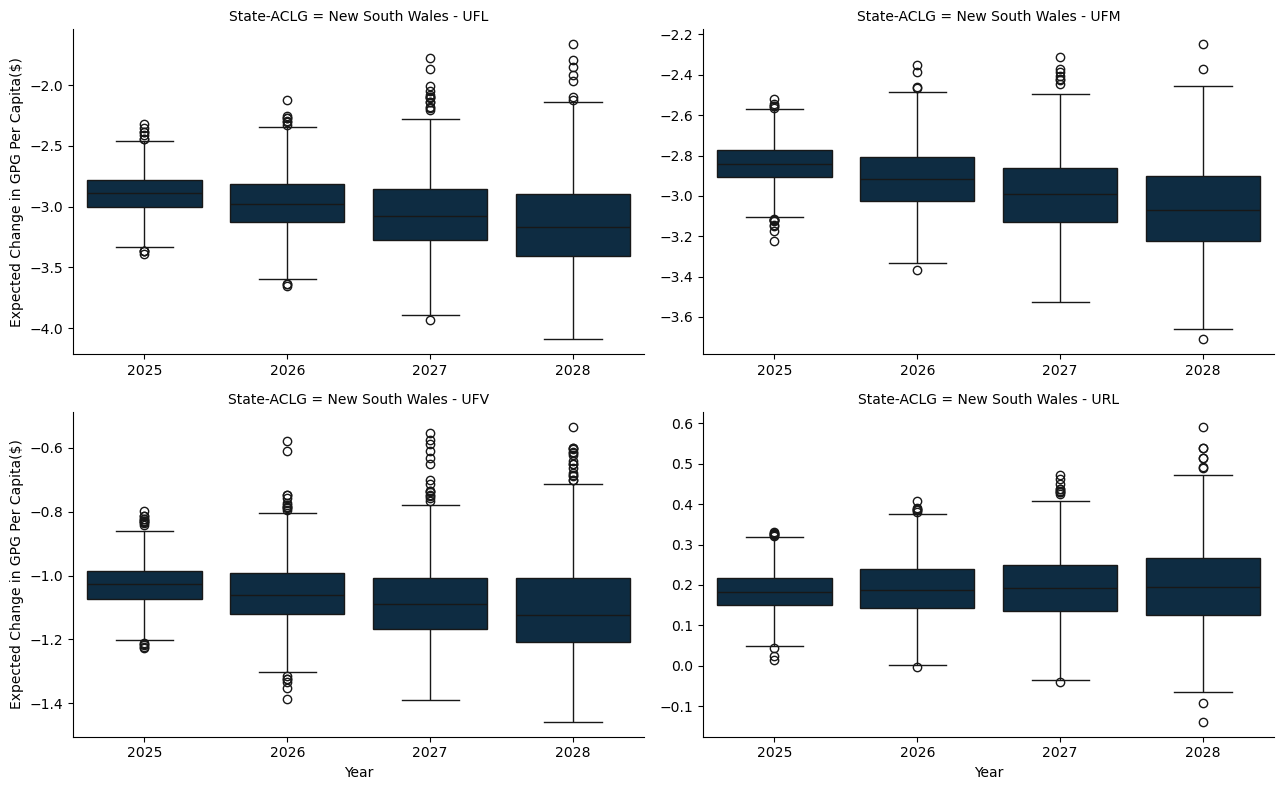 State-ACLG = New South Wales - UFL
Expected Change in GPG Per Capita($)
−2.0
−2.5
−3.0
−3.5
−4.0
2025 2026 2027 2028
State-ACLG = New South Wales - UFM
−2.2
−2.4
−2.6
−2.8
−3.0
−3.2
−3.4
−3.6
2025 2026 2027 2028
State-ACLG = New South Wales - UFV
Expected Change in GPG Per Capita($)
−0.6
−0.8
−1.0
−1.2
−1.4
2025 2026 2027 2028
Year
State-ACLG = New South Wales - URL
0.6
0.5
0.4
0.3
0.2
0.1
0.0
−0.1
2025 2026 2027 2028
Year